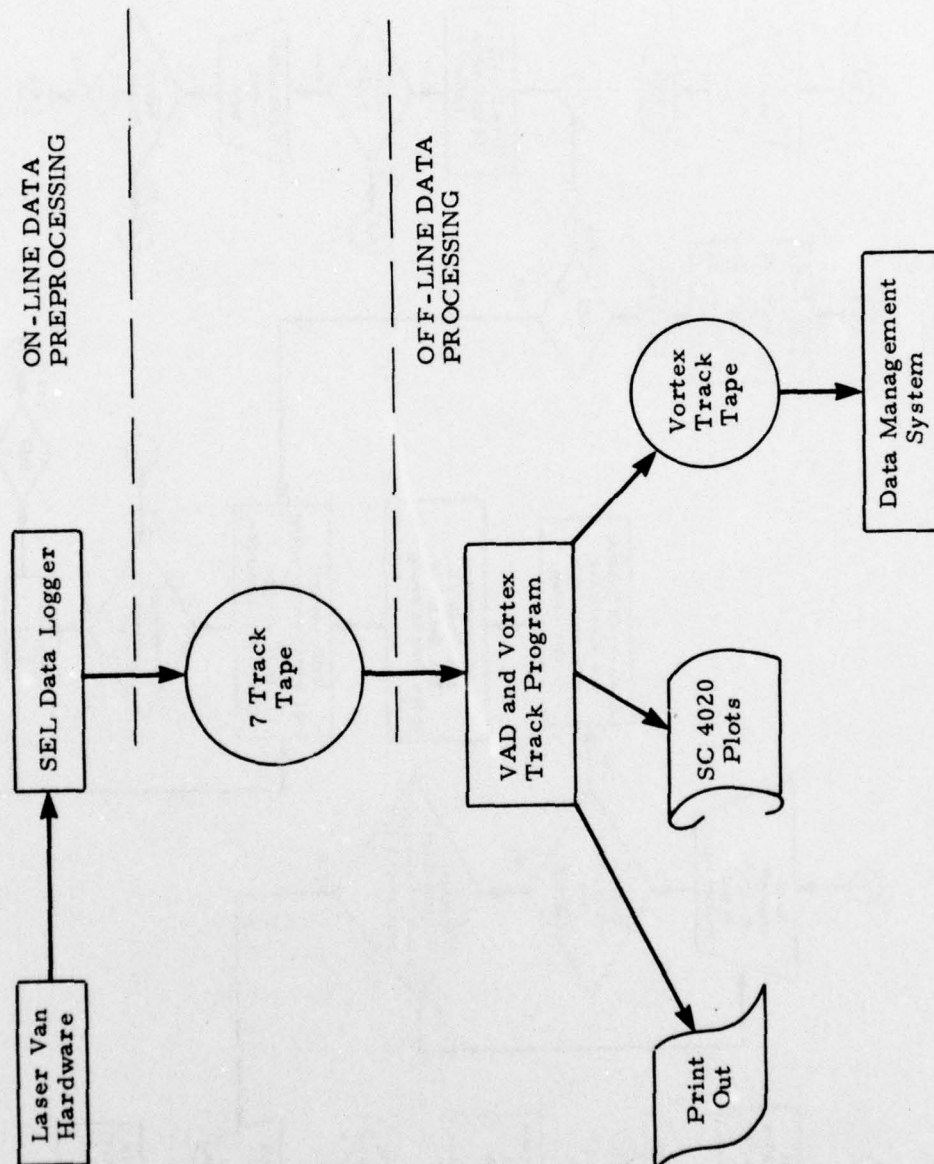 ON-LINE DATA
PREPROCESSING
Laser Van
Hardware
SEL Data Logger
7 Track
Tape
OFF-LINE DATA
PROCESSING
VAD and Vortex
Track Program
Print
Out
SC 4020
Plots
Vortex
Track
Tape
Data Management
System